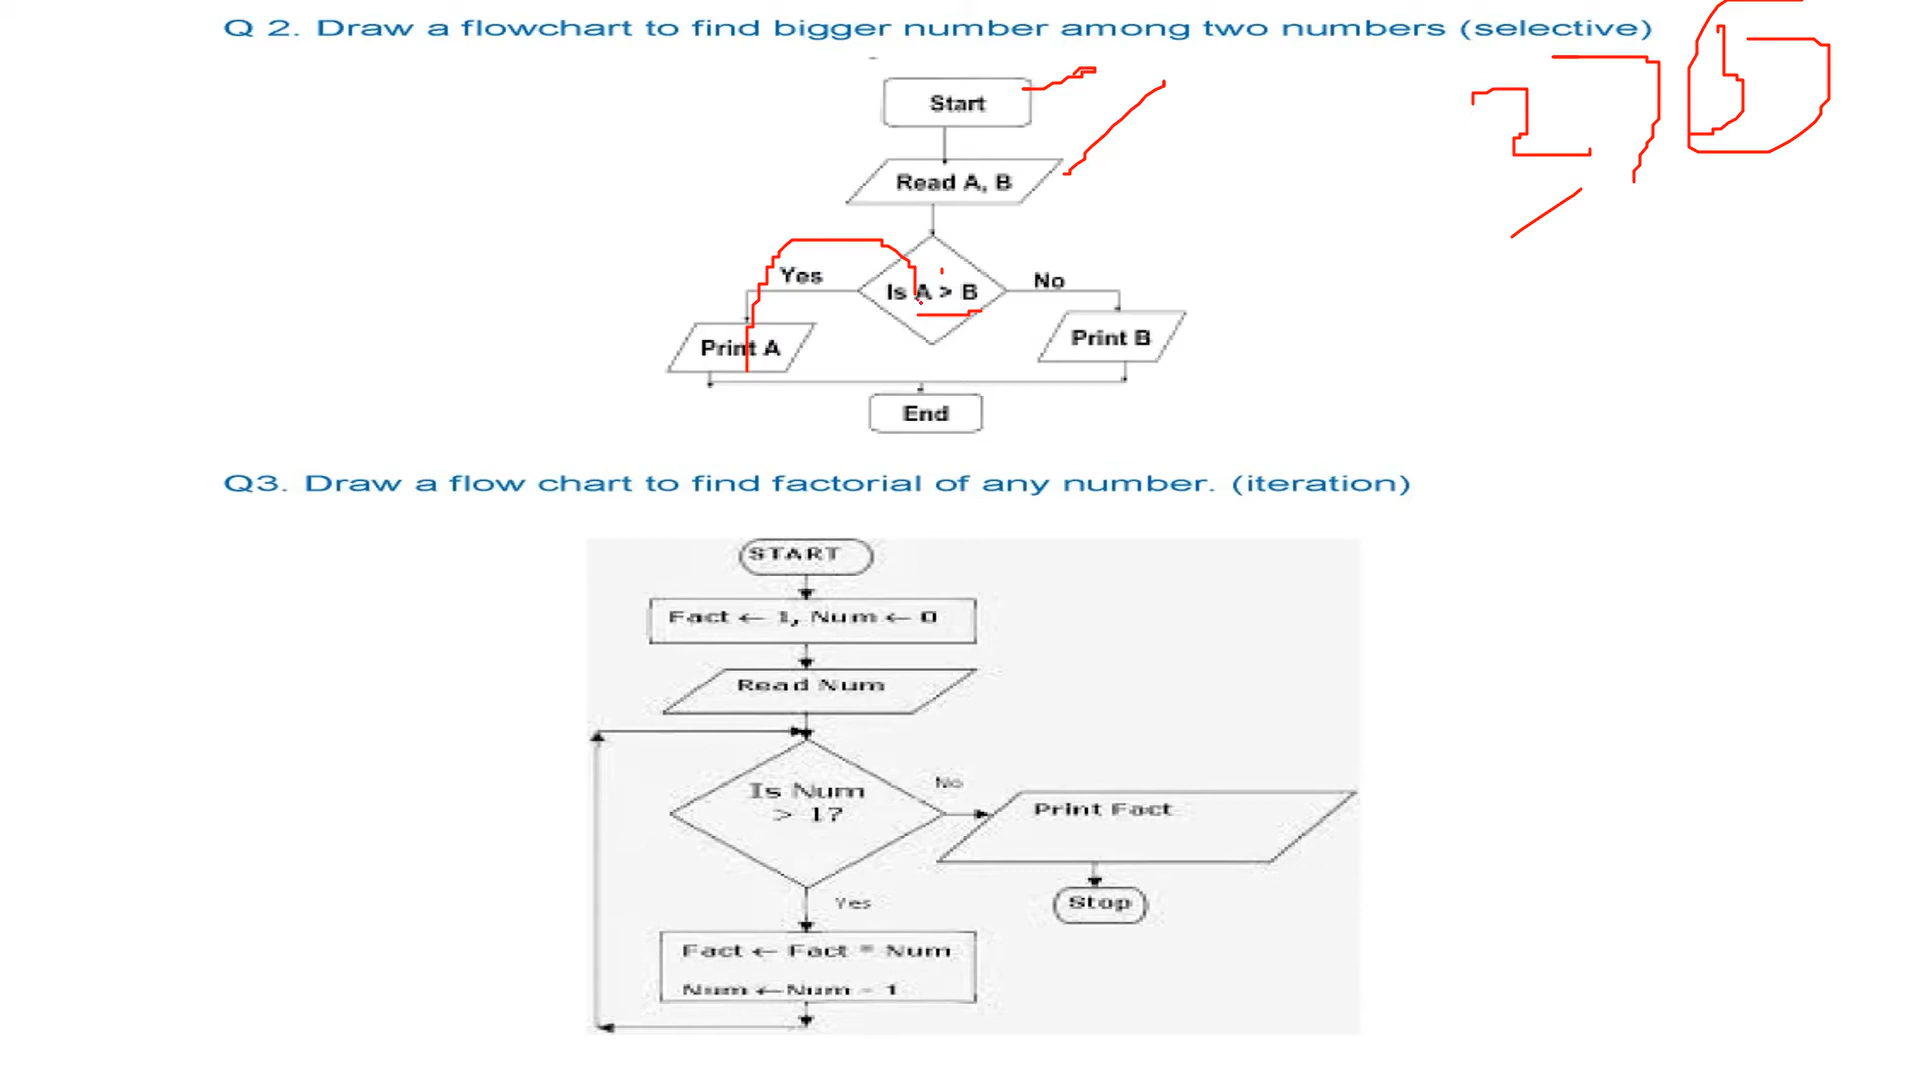 Q 2. Draw a flowchart to find bigger number among two numbers (selective)
Start
Read A, B
Yes
Is A > B
No
Print A
Print B
End
Q3. Draw a flow chart to find factorial of any number. (iteration)
START
Fact ← 1, Num ← 0
Read Num
Is Num
> 1?
No
Print Fact
Yes
Stop
Fact ← Fact * Num
Num ← Num - 1